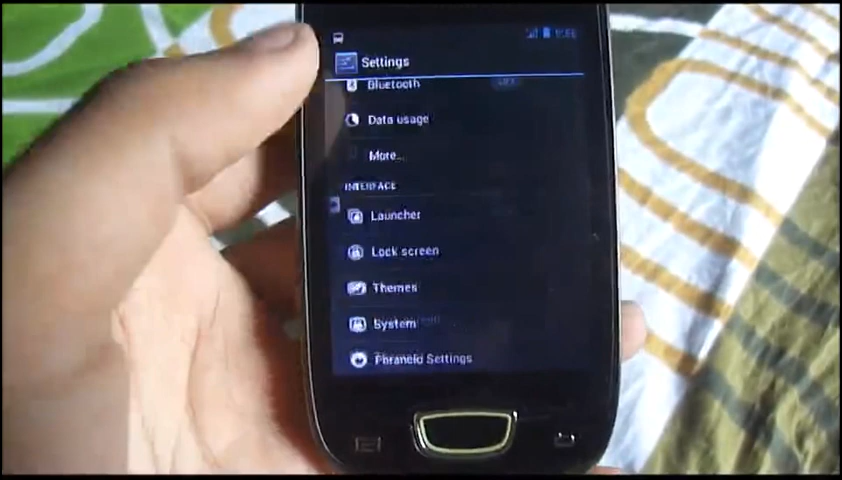 Settings
Bluetooth
Data usage
More...
INTERFACE
Launcher
Lock screen
Themes
System
Paranoid Settings